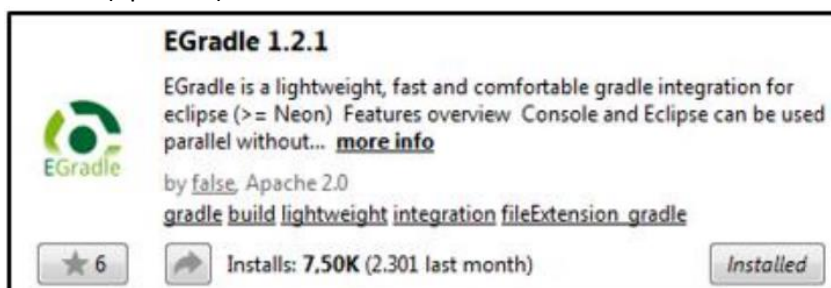 EGradle 1.2.1
EGradle is a lightweight, fast and comfortable gradle integration for
eclipse (>= Neon) Features overview Console and Eclipse can be used
parallel without... more info
EGradle
by false, Apache 2.0
gradle build lightweight integration fileExtension_gradle
6
Installs: 7,50K (2.301 last month)
Installed